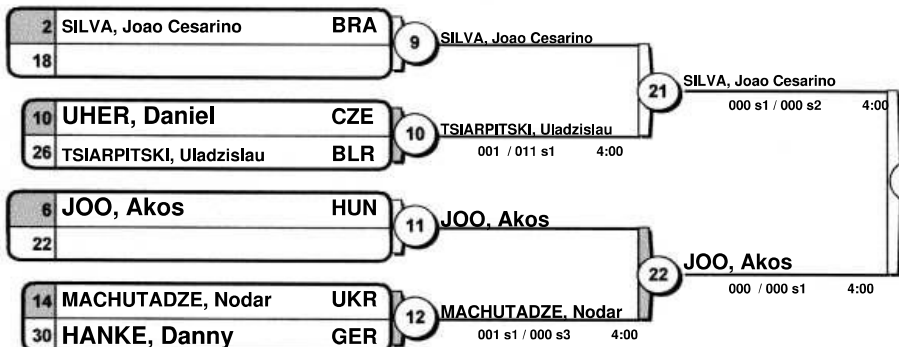 2 SILVA, Joao Cesarino BRA
18
9
SILVA, Joao Cesarino
10 UHER, Daniel CZE
26 TSIARPITSKI, Uladzislau BLR
10
TSIARPITSKI, Uladzislau
001 / 011 s1 4:00
21
SILVA, Joao Cesarino
000 s1 / 000 s2 4:00
6 JOO, Akos HUN
22
11
JOO, Akos
14 MACHUTADZE, Nodar UKR
30 HANKE, Danny GER
12
MACHUTADZE, Nodar
001 s1 / 000 s3 4:00
22
JOO, Akos
000 / 000 s1 4:00